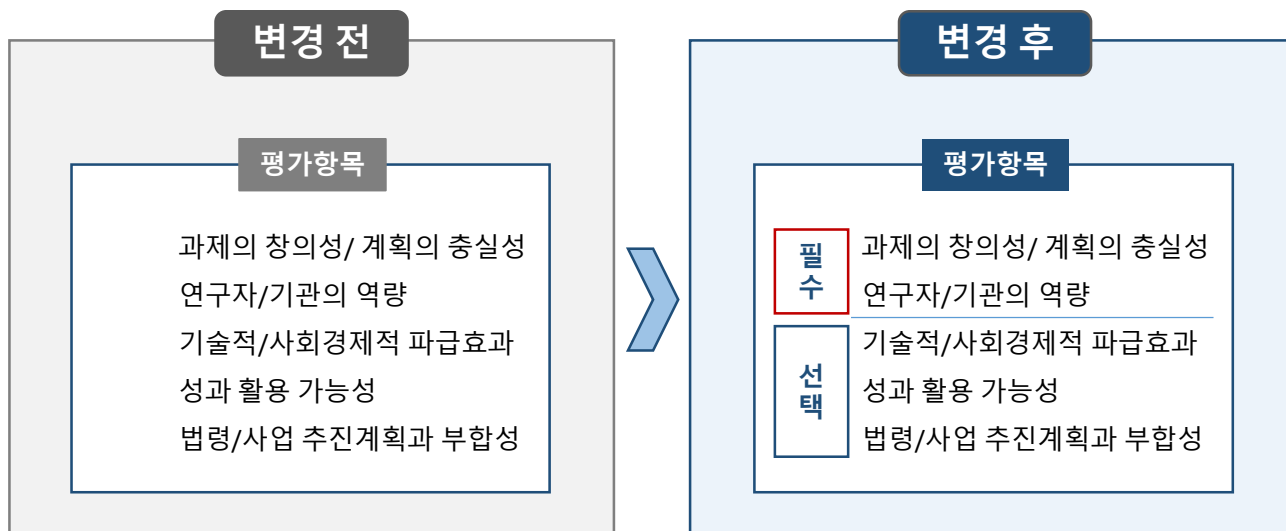 변경 전
평가항목
과제의 창의성/ 계획의 충실성
연구자/기관의 역량
기술적/사회경제적 파급효과
성과 활용 가능성
법령/사업 추진계획과 부합성
변경 후
평가항목
필수
과제의 창의성/ 계획의 충실성
연구자/기관의 역량
선택
기술적/사회경제적 파급효과
성과 활용 가능성
법령/사업 추진계획과 부합성